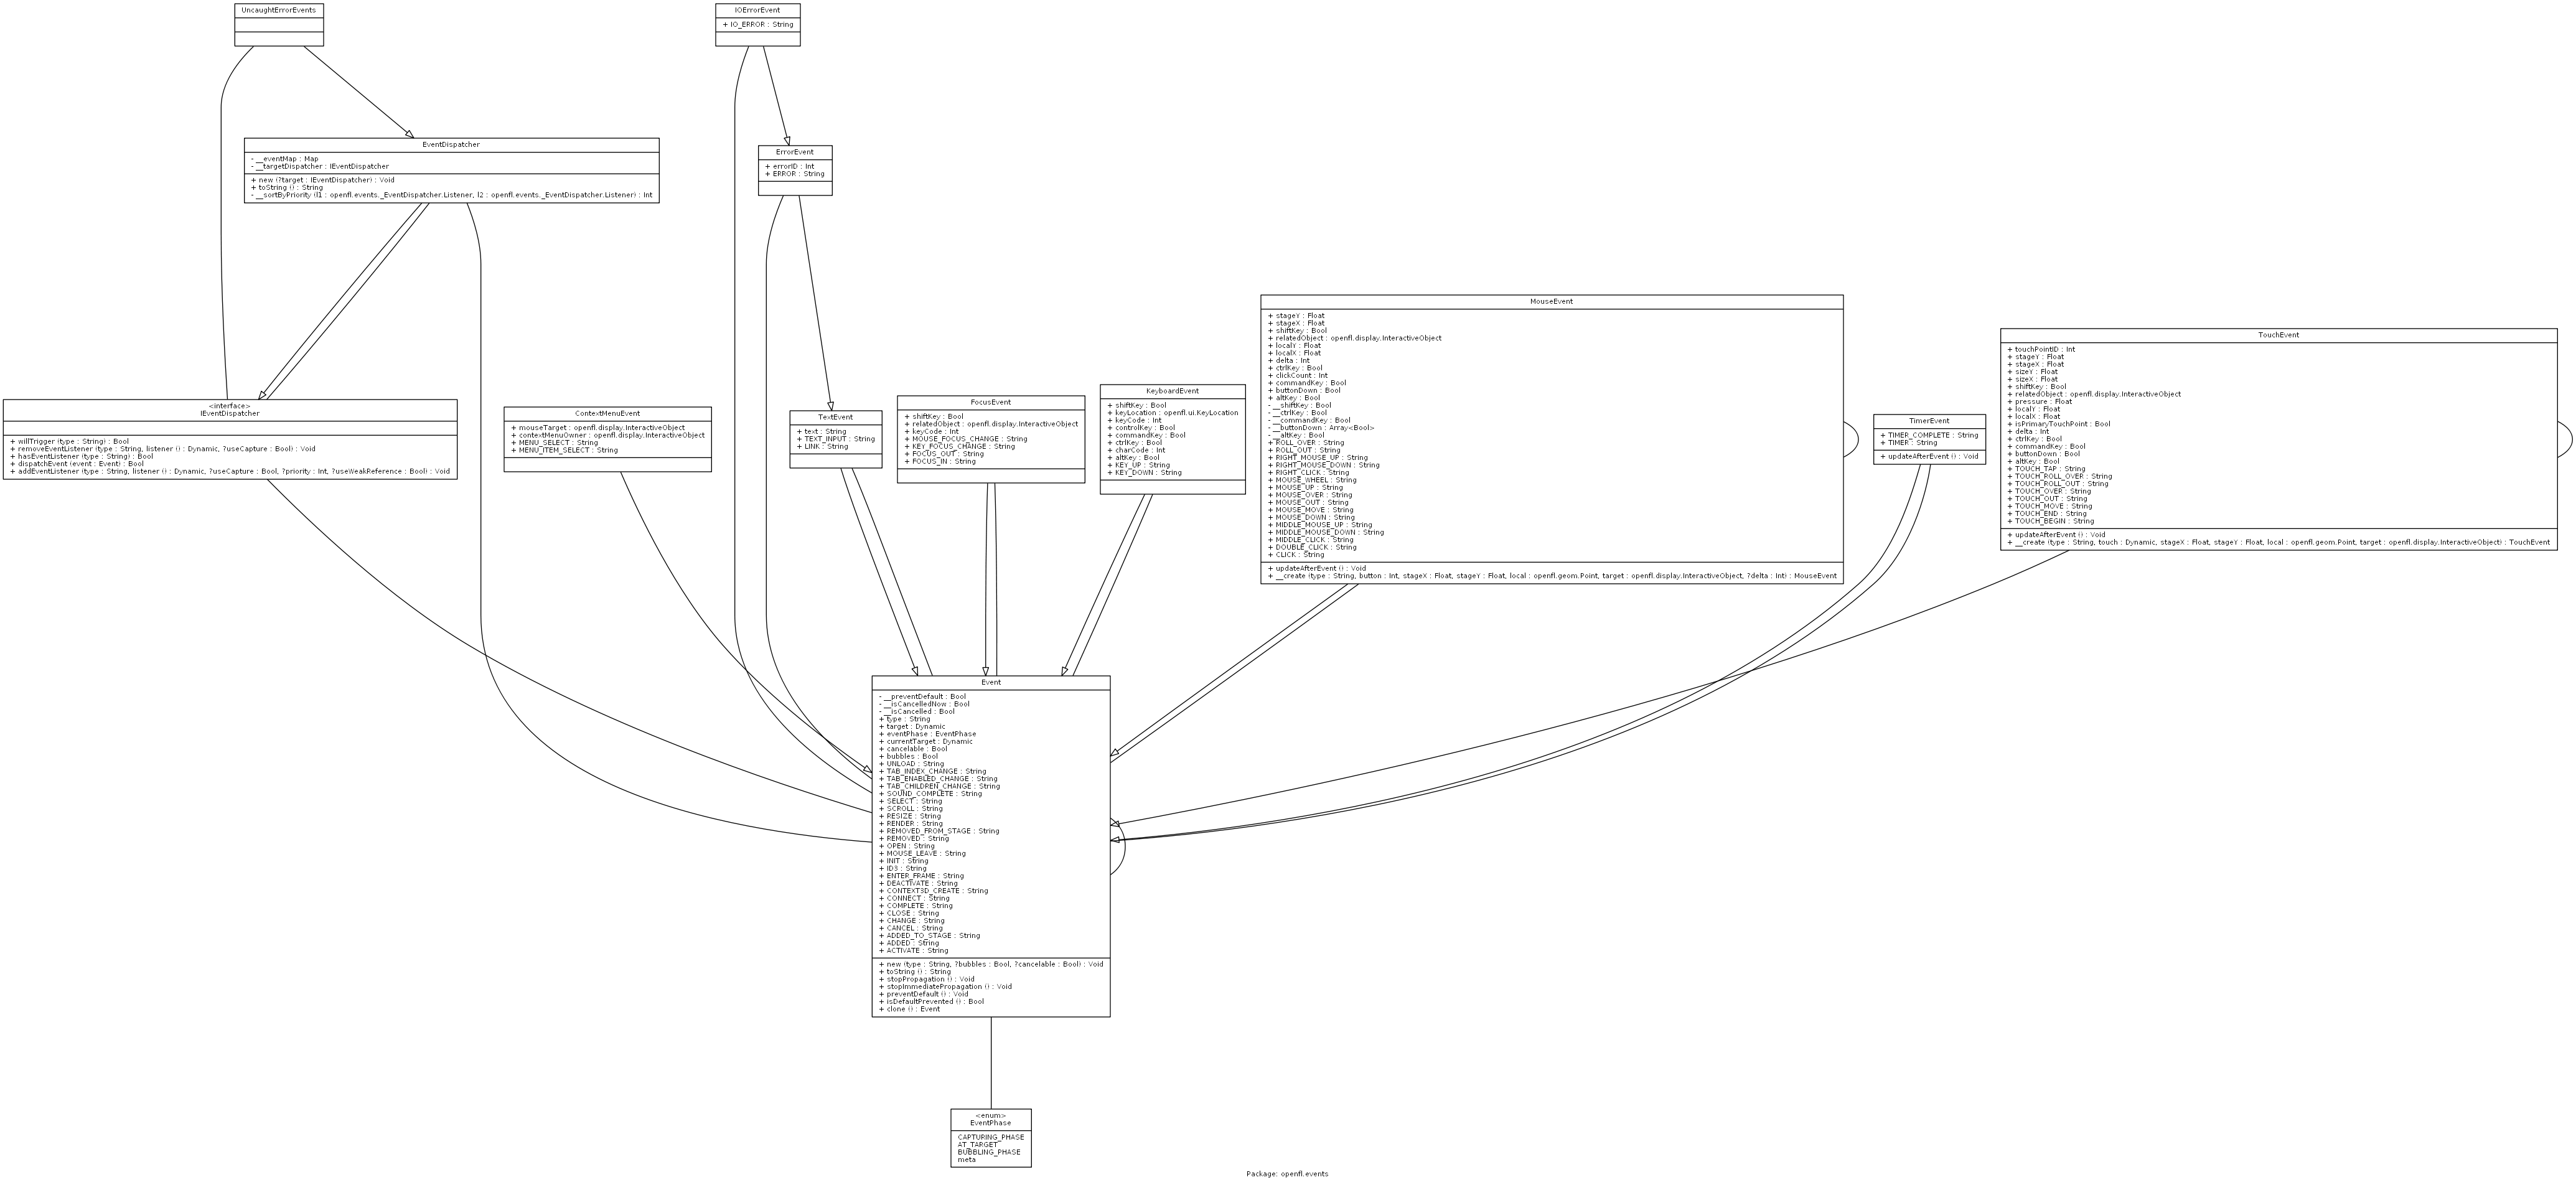 UncaughtErrorEvents
IOErrorEvent
+ IO_ERROR : String
EventDispatcher
- __eventMap : Map
- __targetDispatcher : IEventDispatcher
+ new (?target : IEventDispatcher) : Void
+ toString () : String
- __sortByPriority (l1 : openfl.events._EventDispatcher.Listener, l2 : openfl.events._EventDispatcher.Listener) : Int
ErrorEvent
+ errorID : Int
+ ERROR : String
<interface>
IEventDispatcher
+ willTrigger (type : String) : Bool
+ removeEventListener (type : String, listener () : Dynamic, ?useCapture : Bool) : Void
+ hasEventListener (type : String) : Bool
+ dispatchEvent (event : Event) : Bool
+ addEventListener (type : String, listener () : Dynamic, ?useCapture : Bool, ?priority : Int, ?useWeakReference : Bool) : Void
ContextMenuEvent
+ mouseTarget : openfl.display.InteractiveObject
+ contextMenuOwner : openfl.display.InteractiveObject
+ MENU_SELECT : String
+ MENU_ITEM_SELECT : String
TextEvent
+ text : String
+ TEXT_INPUT : String
+ LINK : String
FocusEvent
+ shiftKey : Bool
+ relatedObject : openfl.display.InteractiveObject
+ keyCode : Int
+ MOUSE_FOCUS_CHANGE : String
+ KEY_FOCUS_CHANGE : String
+ FOCUS_OUT : String
+ FOCUS_IN : String
KeyboardEvent
+ shiftKey : Bool
+ keyLocation : openfl.ui.KeyLocation
+ keyCode : Int
+ controlKey : Bool
+ commandKey : Bool
+ ctrlKey : Bool
+ charCode : Int
+ altKey : Bool
+ KEY_UP : String
+ KEY_DOWN : String
MouseEvent
+ stageY : Float
+ stageX : Float
+ shiftKey : Bool
+ relatedObject : openfl.display.InteractiveObject
+ localY : Float
+ localX : Float
+ delta : Int
+ ctrlKey : Bool
+ clickCount : Int
+ commandKey : Bool
+ buttonDown : Bool
+ altKey : Bool
- __shiftKey : Bool
- __ctrlKey : Bool
- __commandKey : Bool
- __buttonDown : Array<Bool>
- __altKey : Bool
+ ROLL_OVER : String
+ ROLL_OUT : String
+ RIGHT_MOUSE_UP : String
+ RIGHT_MOUSE_DOWN : String
+ RIGHT_CLICK : String
+ MOUSE_WHEEL : String
+ MOUSE_UP : String
+ MOUSE_OVER : String
+ MOUSE_OUT : String
+ MOUSE_MOVE : String
+ MOUSE_DOWN : String
+ MIDDLE_MOUSE_UP : String
+ MIDDLE_MOUSE_DOWN : String
+ MIDDLE_CLICK : String
+ DOUBLE_CLICK : String
+ CLICK : String
+ updateAfterEvent () : Void
+ __create (type : String, button : Int, stageX : Float, stageY : Float, local : openfl.geom.Point, target : openfl.display.InteractiveObject, ?delta : Int) : MouseEvent
TimerEvent
+ TIMER_COMPLETE : String
+ TIMER : String
+ updateAfterEvent () : Void
TouchEvent
+ touchPointID : Int
+ stageY : Float
+ stageX : Float
+ sizeY : Float
+ sizeX : Float
+ shiftKey : Bool
+ relatedObject : openfl.display.InteractiveObject
+ pressure : Float
+ localY : Float
+ localX : Float
+ isPrimaryTouchPoint : Bool
+ delta : Int
+ ctrlKey : Bool
+ commandKey : Bool
+ buttonDown : Bool
+ altKey : Bool
+ TOUCH_TAP : String
+ TOUCH_ROLL_OVER : String
+ TOUCH_ROLL_OUT : String
+ TOUCH_OVER : String
+ TOUCH_OUT : String
+ TOUCH_MOVE : String
+ TOUCH_END : String
+ TOUCH_BEGIN : String
+ updateAfterEvent () : Void
+ __create (type : String, touch : Dynamic, stageX : Float, stageY : Float, local : openfl.geom.Point, target : openfl.display.InteractiveObject) : TouchEvent
Event
- __preventDefault : Bool
- __isCancelledNow : Bool
- __isCancelled : Bool
+ type : String
+ target : Dynamic
+ eventPhase : EventPhase
+ currentTarget : Dynamic
+ cancelable : Bool
+ bubbles : Bool
+ UNLOAD : String
+ TAB_INDEX_CHANGE : String
+ TAB_ENABLED_CHANGE : String
+ TAB_CHILDREN_CHANGE : String
+ SOUND_COMPLETE : String
+ SELECT : String
+ SCROLL : String
+ RESIZE : String
+ RENDER : String
+ REMOVED_FROM_STAGE : String
+ REMOVED : String
+ OPEN : String
+ MOUSE_LEAVE : String
+ INIT : String
+ ID3 : String
+ ENTER_FRAME : String
+ DEACTIVATE : String
+ CONTEXT3D_CREATE : String
+ CONNECT : String
+ COMPLETE : String
+ CLOSE : String
+ CHANGE : String
+ CANCEL : String
+ ADDED_TO_STAGE : String
+ ADDED : String
+ ACTIVATE : String
+ new (type : String, ?bubbles : Bool, ?cancelable : Bool) : Void
+ toString () : String
+ stopPropagation () : Void
+ stopImmediatePropagation () : Void
+ preventDefault () : Void
+ isDefaultPrevented () : Bool
+ clone () : Event
<enum>
EventPhase
CAPTURING_PHASE
AT_TARGET
BUBBLING_PHASE
meta
Package: openfl.events